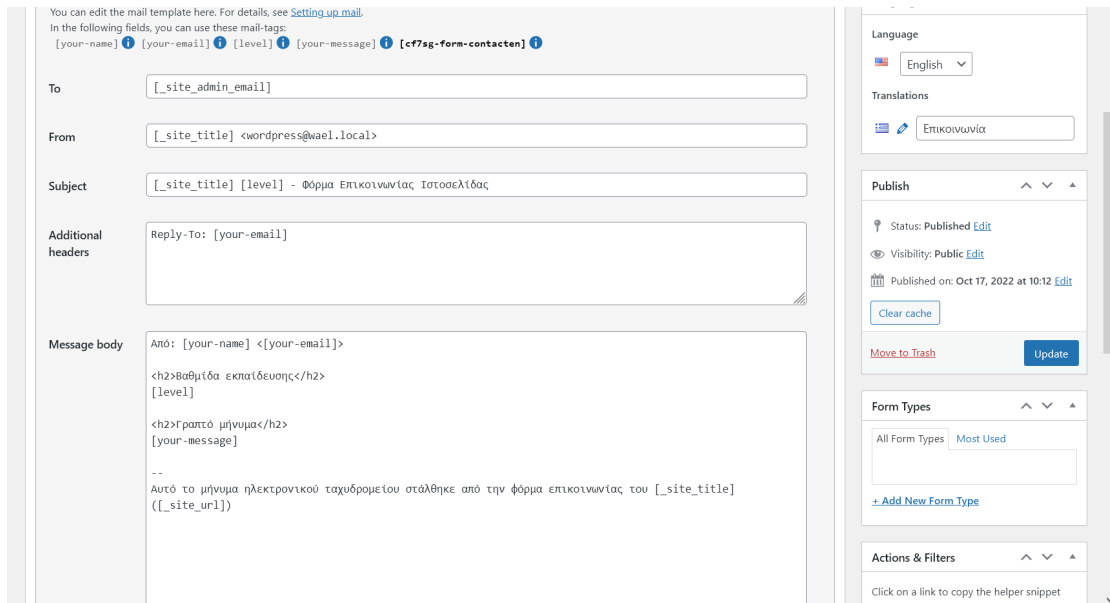 You can edit the mail template here. For details, see Setting up mail.
In the following fields, you can use these mail-tags:
[your-name] [your-email] [level] [your-message] [cf7sg-form-contacten]
To
[_site_admin_email]
From
[_site_title] <wordpress@wael.local>
Subject
[_site_title] [level] - Φόρμα Επικοινωνίας Ιστοσελίδας
Additional
headers
Reply-To: [your-email]
Message body
Από: [your-name] <[your-email]>
<h2>Βαθμίδα εκπαίδευσης</h2>
[level]
<h2>Γραπτό μήνυμα</h2>
[your-message]
--
Αυτό το μήνυμα ηλεκτρονικού ταχυδρομείου στάλθηκε από την φόρμα επικοινωνίας του [_site_title]
([_site_url])
Language
English
Translations
Επικοινωνία
Publish
Status: Published Edit
Visibility: Public Edit
Published on: Oct 17, 2022 at 10:12 Edit
Clear cache
Move to Trash
Update
Form Types
All Form Types Most Used
+ Add New Form Type
Actions & Filters
Click on a link to copy the helper snippet